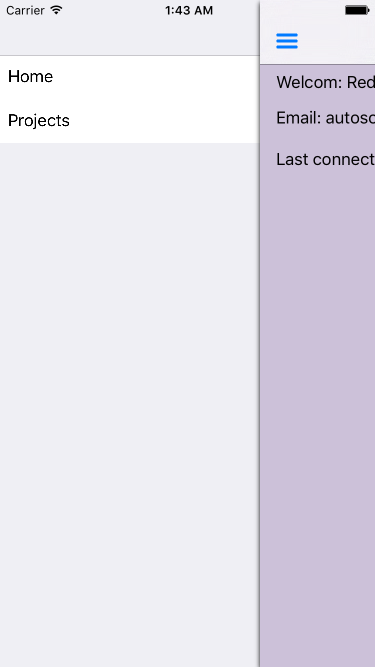 Carrier 1:43 AM
Home
Projects
Welcom: Red
Email: autosc
Last connect